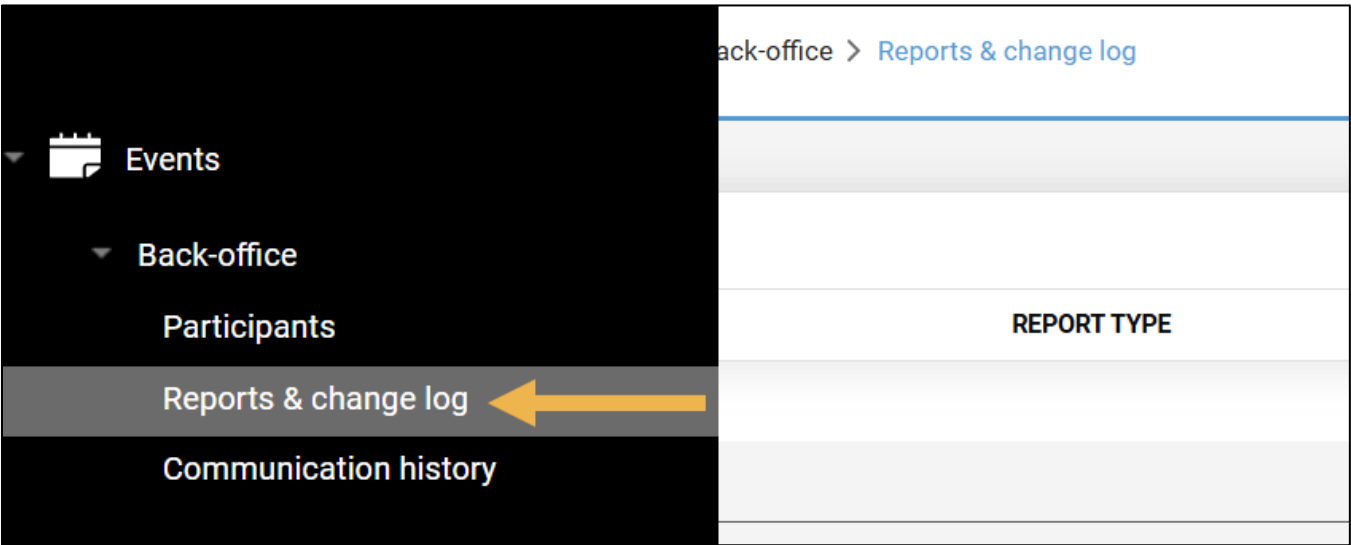 Events
Back-office
Participants
Reports & change log
Communication history
ack-office > Reports & change log
REPORT TYPE